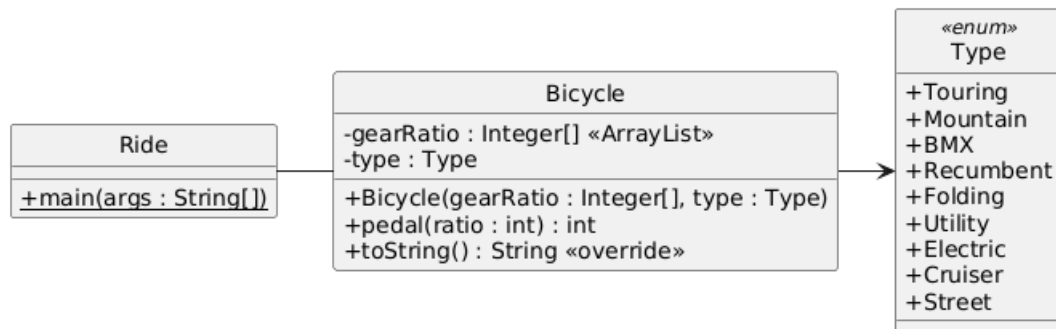 Ride
+main(args : String[])
Bicycle
-gearRatio : Integer[] «ArrayList»
-type : Type
+Bicycle(gearRatio : Integer[], type : Type)
+pedal(ratio : int) : int
+toString() : String «override»
«enum»
Type
+Touring
+Mountain
+BMX
+Recumbent
+Folding
+Utility
+Electric
+Cruiser
+Street